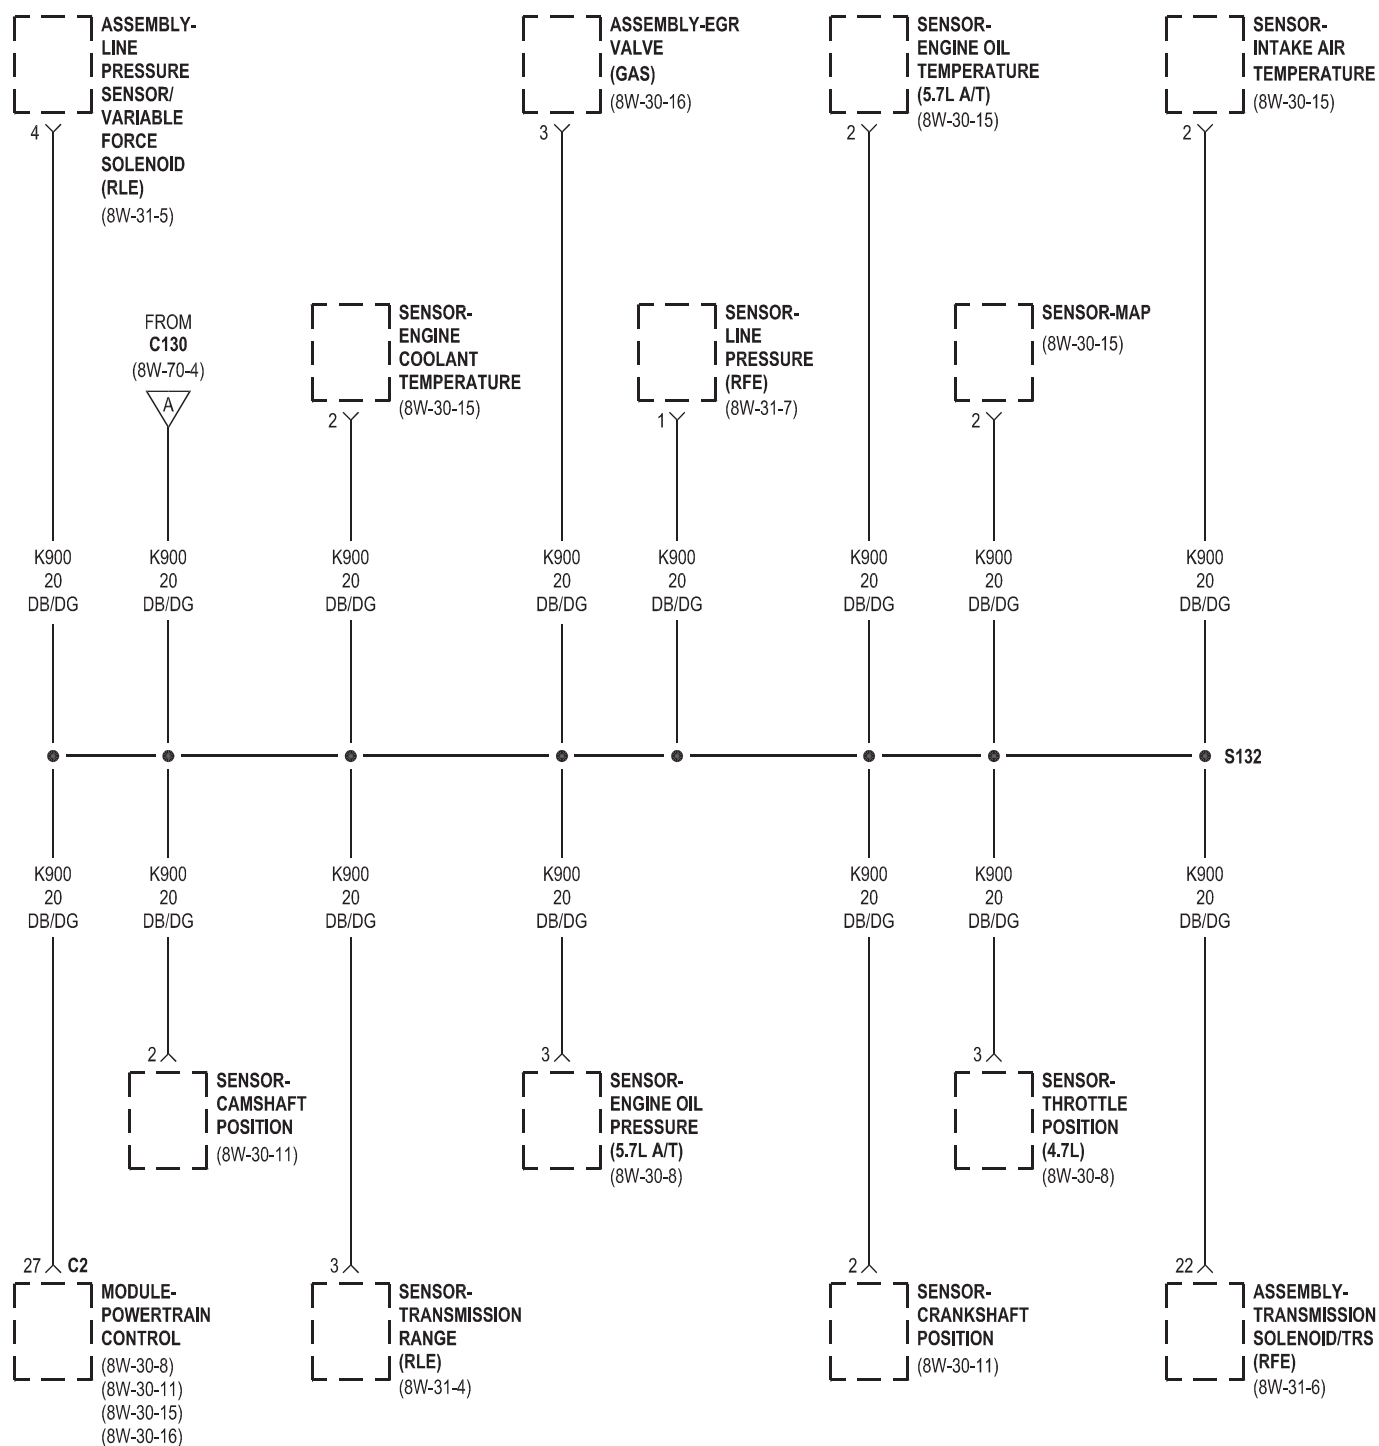 ASSEMBLY-
LINE
PRESSURE
SENSOR/
VARIABLE
FORCE
SOLENOID
(RLE)
(8W-31-5)
4
ASSEMBLY-EGR
VALVE
(GAS)
(8W-30-16)
3
SENSOR-
ENGINE OIL
TEMPERATURE
(5.7L A/T)
(8W-30-15)
2
SENSOR-
INTAKE AIR
TEMPERATURE
(8W-30-15)
2
FROM
C130
(8W-70-4)
A
SENSOR-
ENGINE
COOLANT
TEMPERATURE
(8W-30-15)
2
SENSOR-
LINE
PRESSURE
(RFE)
(8W-31-7)
1
SENSOR-MAP
(8W-30-15)
2
K900
20
DB/DG
K900
20
DB/DG
K900
20
DB/DG
K900
20
DB/DG
K900
20
DB/DG
K900
20
DB/DG
K900
20
DB/DG
K900
20
DB/DG
S132
K900
20
DB/DG
K900
20
DB/DG
K900
20
DB/DG
K900
20
DB/DG
K900
20
DB/DG
K900
20
DB/DG
K900
20
DB/DG
2
SENSOR-
CAMSHAFT
POSITION
(8W-30-11)
3
SENSOR-
ENGINE OIL
PRESSURE
(5.7L A/T)
(8W-30-8)
3
SENSOR-
THROTTLE
POSITION
(4.7L)
(8W-30-8)
27 C2
MODULE-
POWERTRAIN
CONTROL
(8W-30-8)
(8W-30-11)
(8W-30-15)
(8W-30-16)
3
SENSOR-
TRANSMISSION
RANGE
(RLE)
(8W-31-4)
2
SENSOR-
CRANKSHAFT
POSITION
(8W-30-11)
22
ASSEMBLY-
TRANSMISSION
SOLENOID/TRS
(RFE)
(8W-31-6)